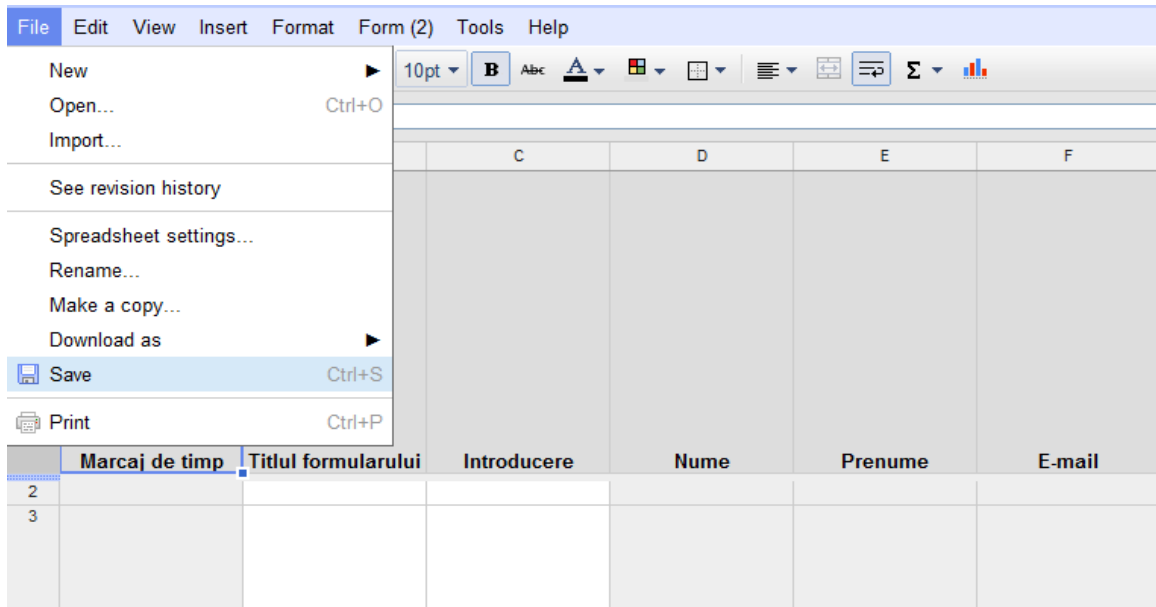 File Edit View Insert Format Form (2) Tools Help
New
10pt B Abc A Σ
Open... Ctrl+O
Import...
C D E F
See revision history
Spreadsheet settings...
Rename...
Make a copy...
Download as
Save Ctrl+S
Print Ctrl+P
Marcaj de timp Titlul formularului Introducere Nume Prenume E-mail
2
3